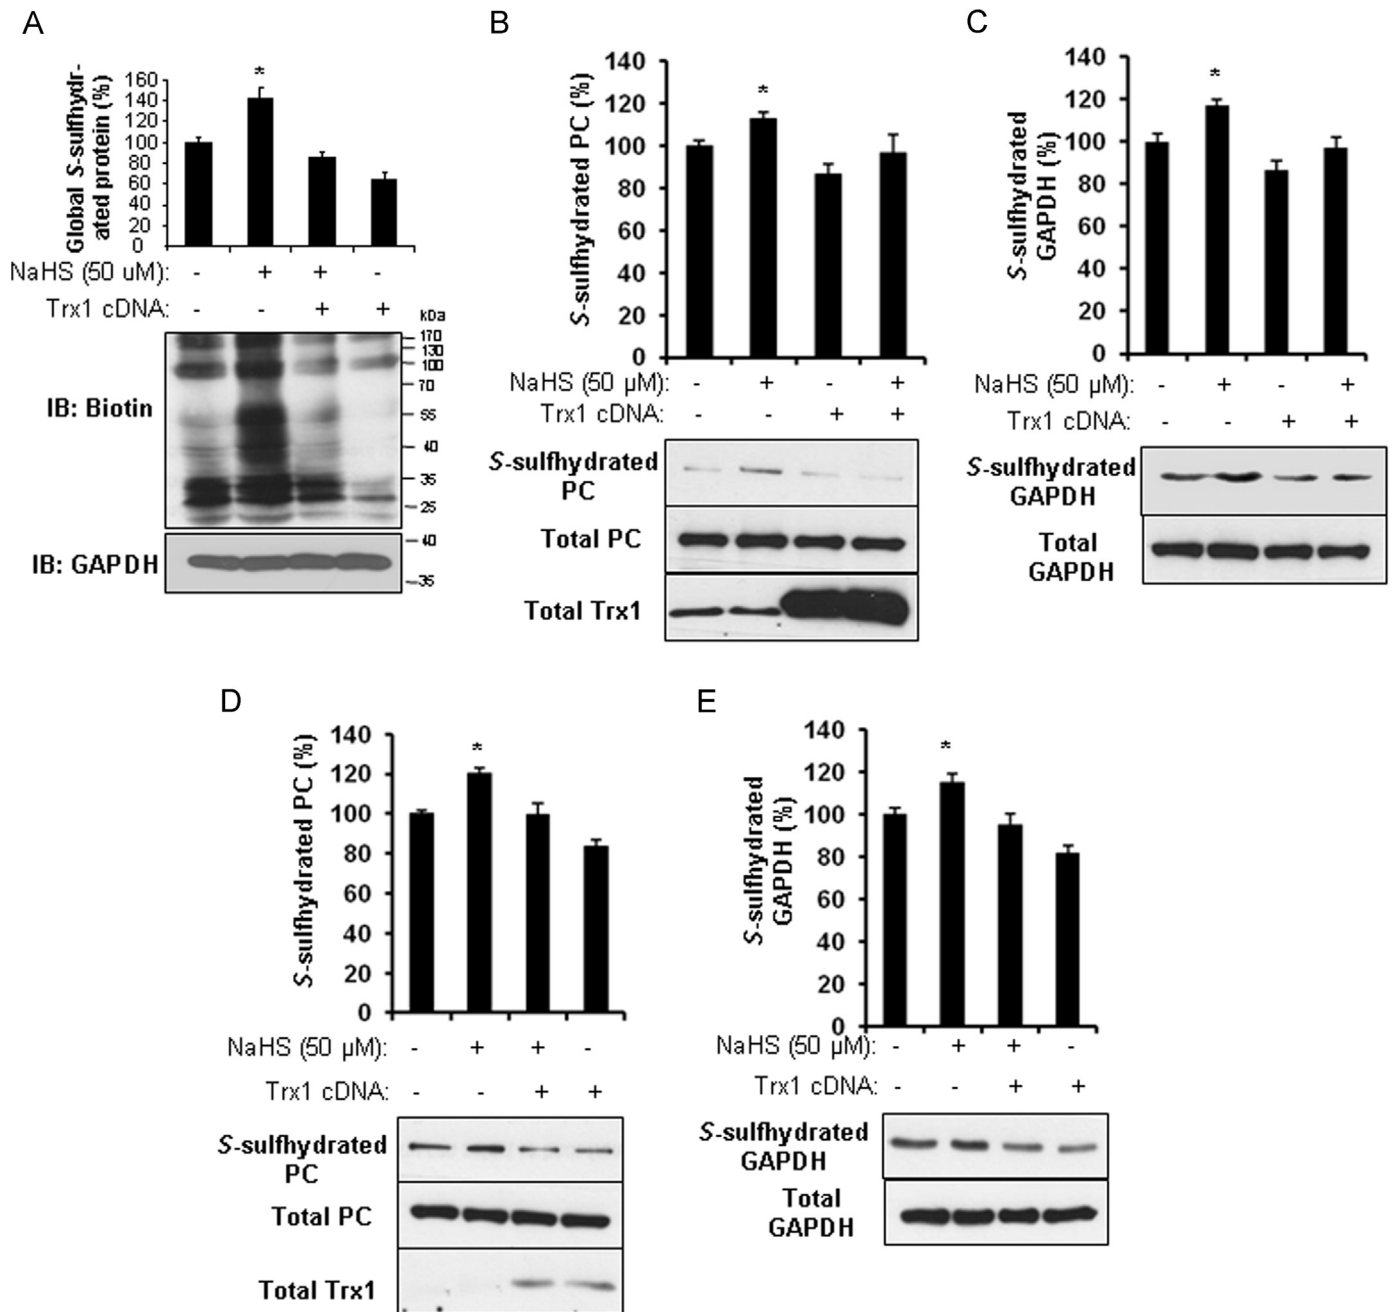 A
Global S-sulfhydr-
ated protein (%)
160
140
120
100
80
60
40
20
0
*
NaHS (50 uM): - + + -
Trx1 cDNA: - - + +
kDa
170
130
100
70
55
40
35
25
IB: Biotin
40
35
IB: GAPDH
B
S-sulfhydrated PC (%)
140
120
100
80
60
40
20
0
*
NaHS (50 µM): - + - +
Trx1 cDNA: - - + +
S-sulfhydrated
PC
Total PC
Total Trx1
C
S-sulfhydrated
GAPDH (%)
140
120
100
80
60
40
20
0
*
NaHS (50 µM): - + - +
Trx1 cDNA: - - + +
S-sulfhydrated
GAPDH
Total
GAPDH
D
S-sulfhydrated PC (%)
140
120
100
80
60
40
20
0
*
NaHS (50 µM): - + + -
Trx1 cDNA: - - + +
S-sulfhydrated
PC
Total PC
Total Trx1
E
S-sulfhydrated
GAPDH (%)
140
120
100
80
60
40
20
0
*
NaHS (50 µM): - + + -
Trx1 cDNA: - - + +
S-sulfhydrated
GAPDH
Total
GAPDH